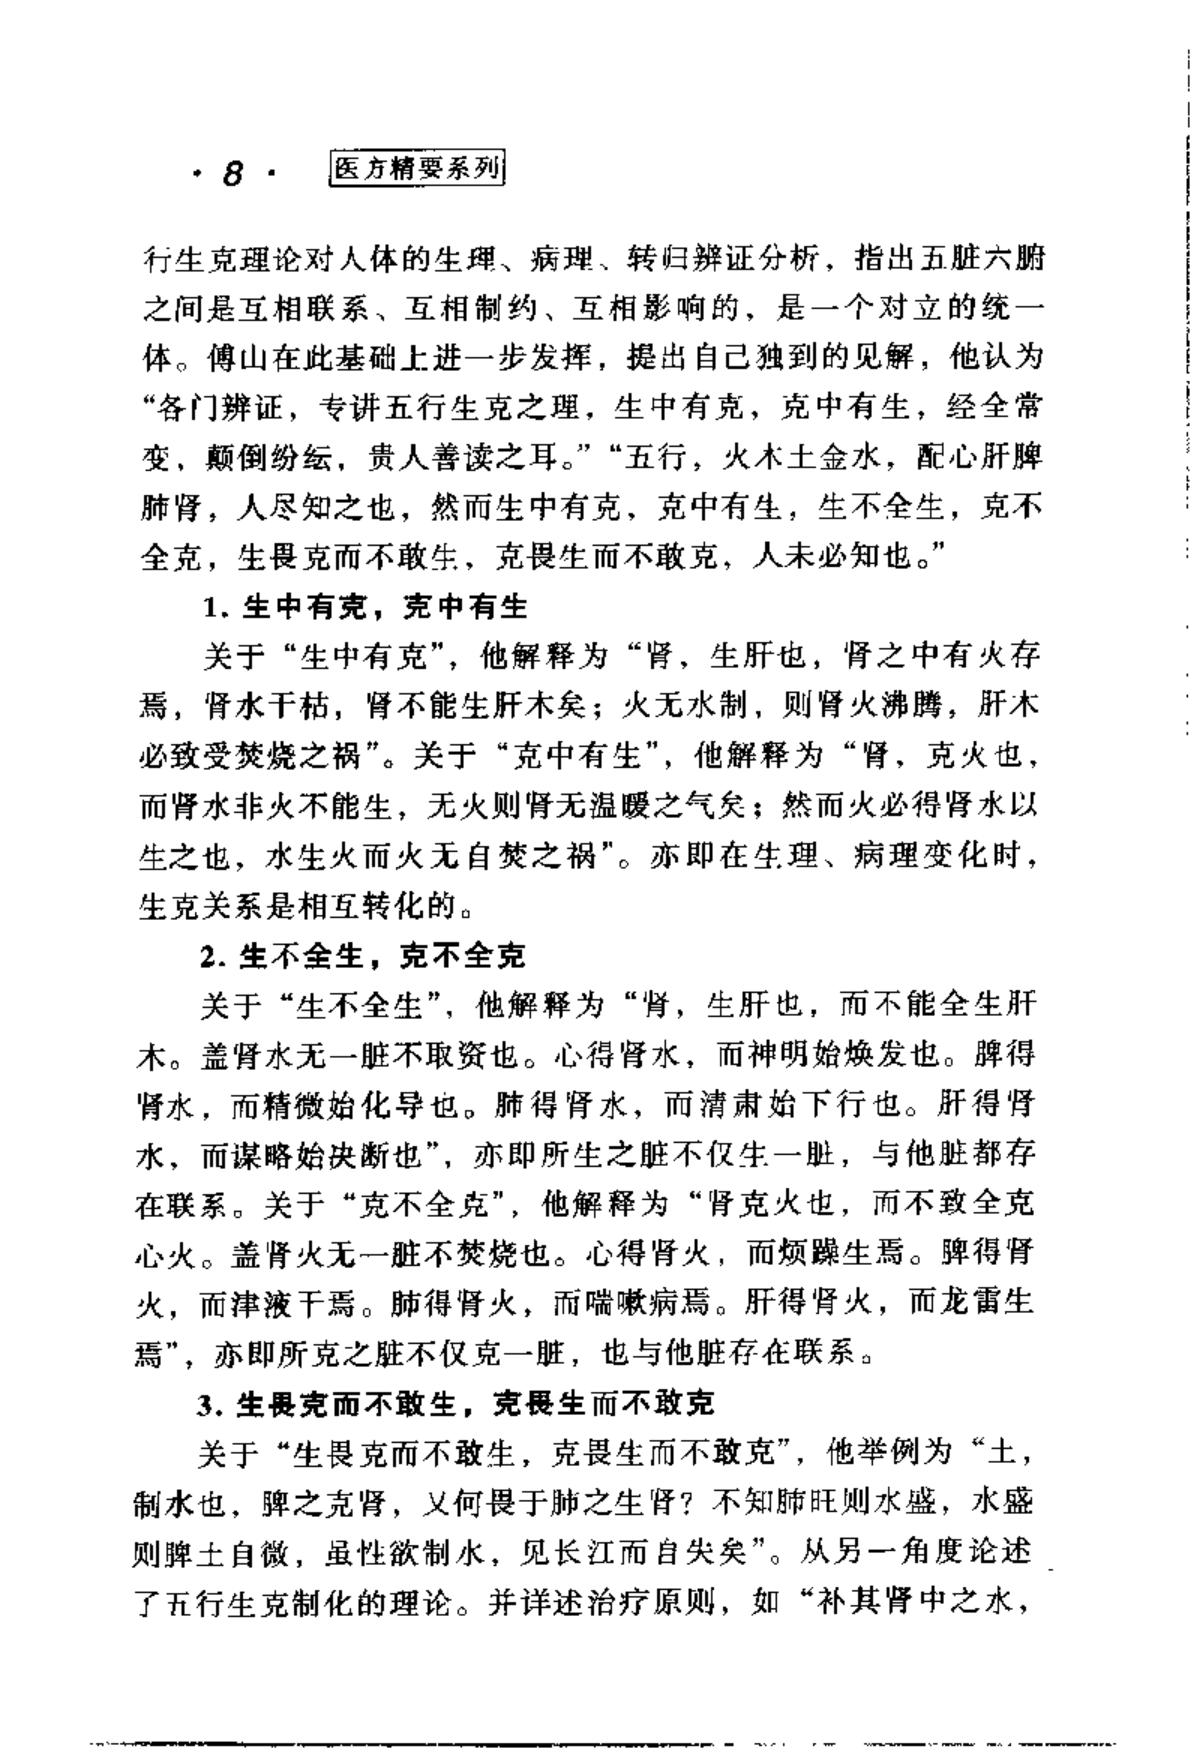 · 8 · 医方精要系列
行生克理论对人体的生理、病理、转归辨证分析，指出五脏六腑
之间是互相联系、互相制约、互相影响的，是一个对立的统一
体。傅山在此基础上进一步发挥，提出自己独到的见解，他认为
“各门辨证，专讲五行生克之理，生中有克，克中有生，经全常
变，颠倒纷纭，贵人善读之耳。”“五行，火木土金水，配心肝脾
肺肾，人尽知之也，然而生中有克，克中有生，生不全生，克不
全克，生畏克而不敢生，克畏生而不敢克，人未必知也。”
1. 生中有克，克中有生
关于“生中有克”，他解释为“肾，生肝也，肾之中有火存
焉，肾水干枯，肾不能生肝木矣；火无水制，则肾火沸腾，肝木
必致受焚烧之祸”。关于“克中有生”，他解释为“肾，克火也，
而肾水非火不能生，无火则肾无温暖之气矣；然而火必得肾水以
生之也，水生火而火无自焚之祸”。亦即在生理、病理变化时，
生克关系是相互转化的。
2. 生不全生，克不全克
关于“生不全生”，他解释为“肾，生肝也，而不能全生肝
木。盖肾水无一脏不取资也。心得肾水，而神明始焕发也。脾得
肾水，而精微始化导也。肺得肾水，而清肃始下行也。肝得肾
水，而谋略始决断也”，亦即所生之脏不仅生一脏，与他脏都存
在联系。关于“克不全克”，他解释为“肾克火也，而不致全克
心火。盖肾火无一脏不焚烧也。心得肾火，而烦躁生焉。脾得肾
火，而津液干焉。肺得肾火，而喘嗽病焉。肝得肾火，而龙雷生
焉”，亦即所克之脏不仅克一脏，也与他脏存在联系。
3. 生畏克而不敢生，克畏生而不敢克
关于“生畏克而不敢生，克畏生而不敢克”，他举例为“土，
制水也，脾之克肾，又何畏于肺之生肾？不知肺旺则水盛，水盛
则脾土自微，虽性欲制水，见长江而自失矣”。从另一角度论述
了五行生克制化的理论。并详述治疗原则，如“补其肾中之水，